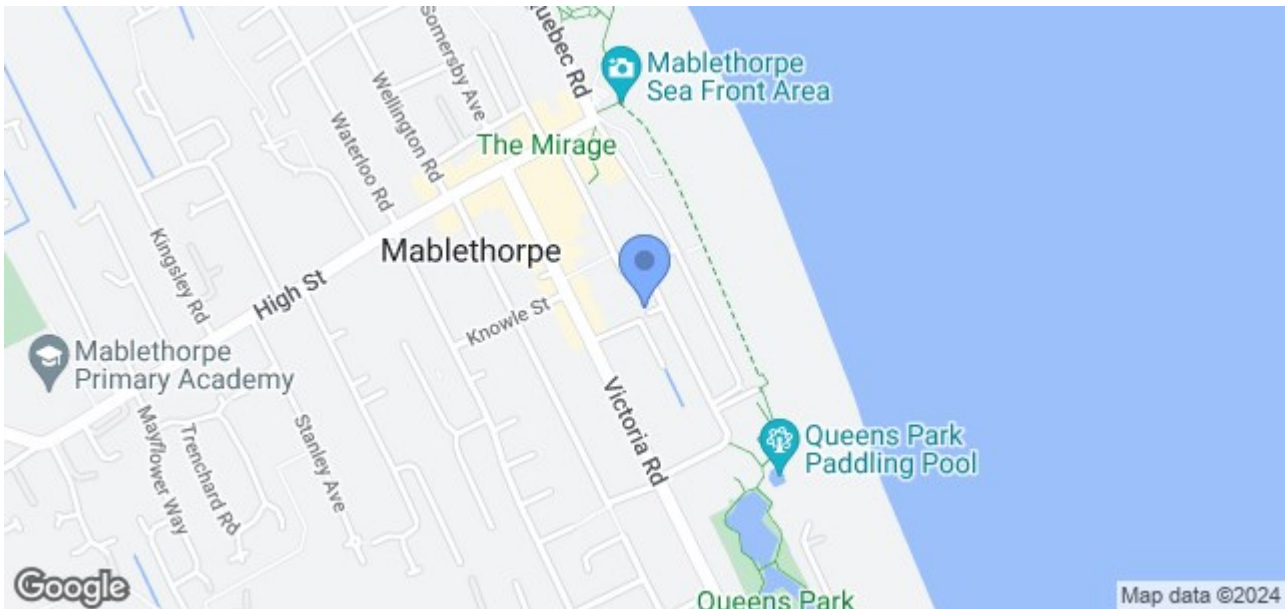 Somersby Ave
Quebec Rd
Mablethorpe
Sea Front Area
Wellington Rd
Waterloo Rd
The Mirage
Mablethorpe
Kingsley Rd
High St
Knowle St
Mablethorpe
Primary Academy
Victoria Rd
Mayflower Way
Trenchard Rd
Stanley Ave
Queens Park
Paddling Pool
Google
Queens Park
Map data ©2024